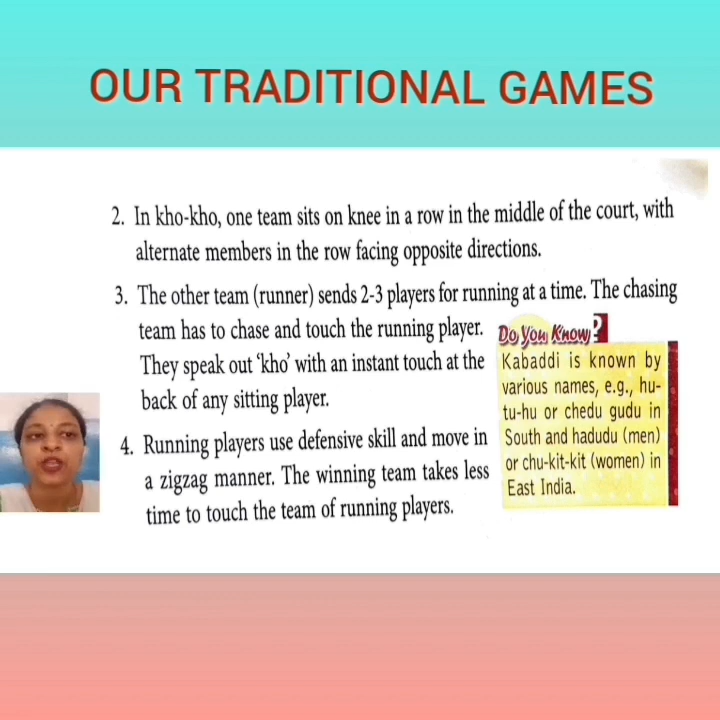 OUR TRADITIONAL GAMES
2. In kho-kho, one team sits on knee in a row in the middle of the court, with
alternate members in the row facing opposite directions.
3. The other team (runner) sends 2-3 players for running at a time. The chasing
team has to chase and touch the running player.
They speak out ‘kho’ with an instant touch at the
back of any sitting player.
4. Running players use defensive skill and move in
a zigzag manner. The winning team takes less
time to touch the team of running players.
Do You Know?
Kabaddi is known by
various names, e.g., hu-
tu-hu or chedu gudu in
South and hadudu (men)
or chu-kit-kit (women) in
East India.